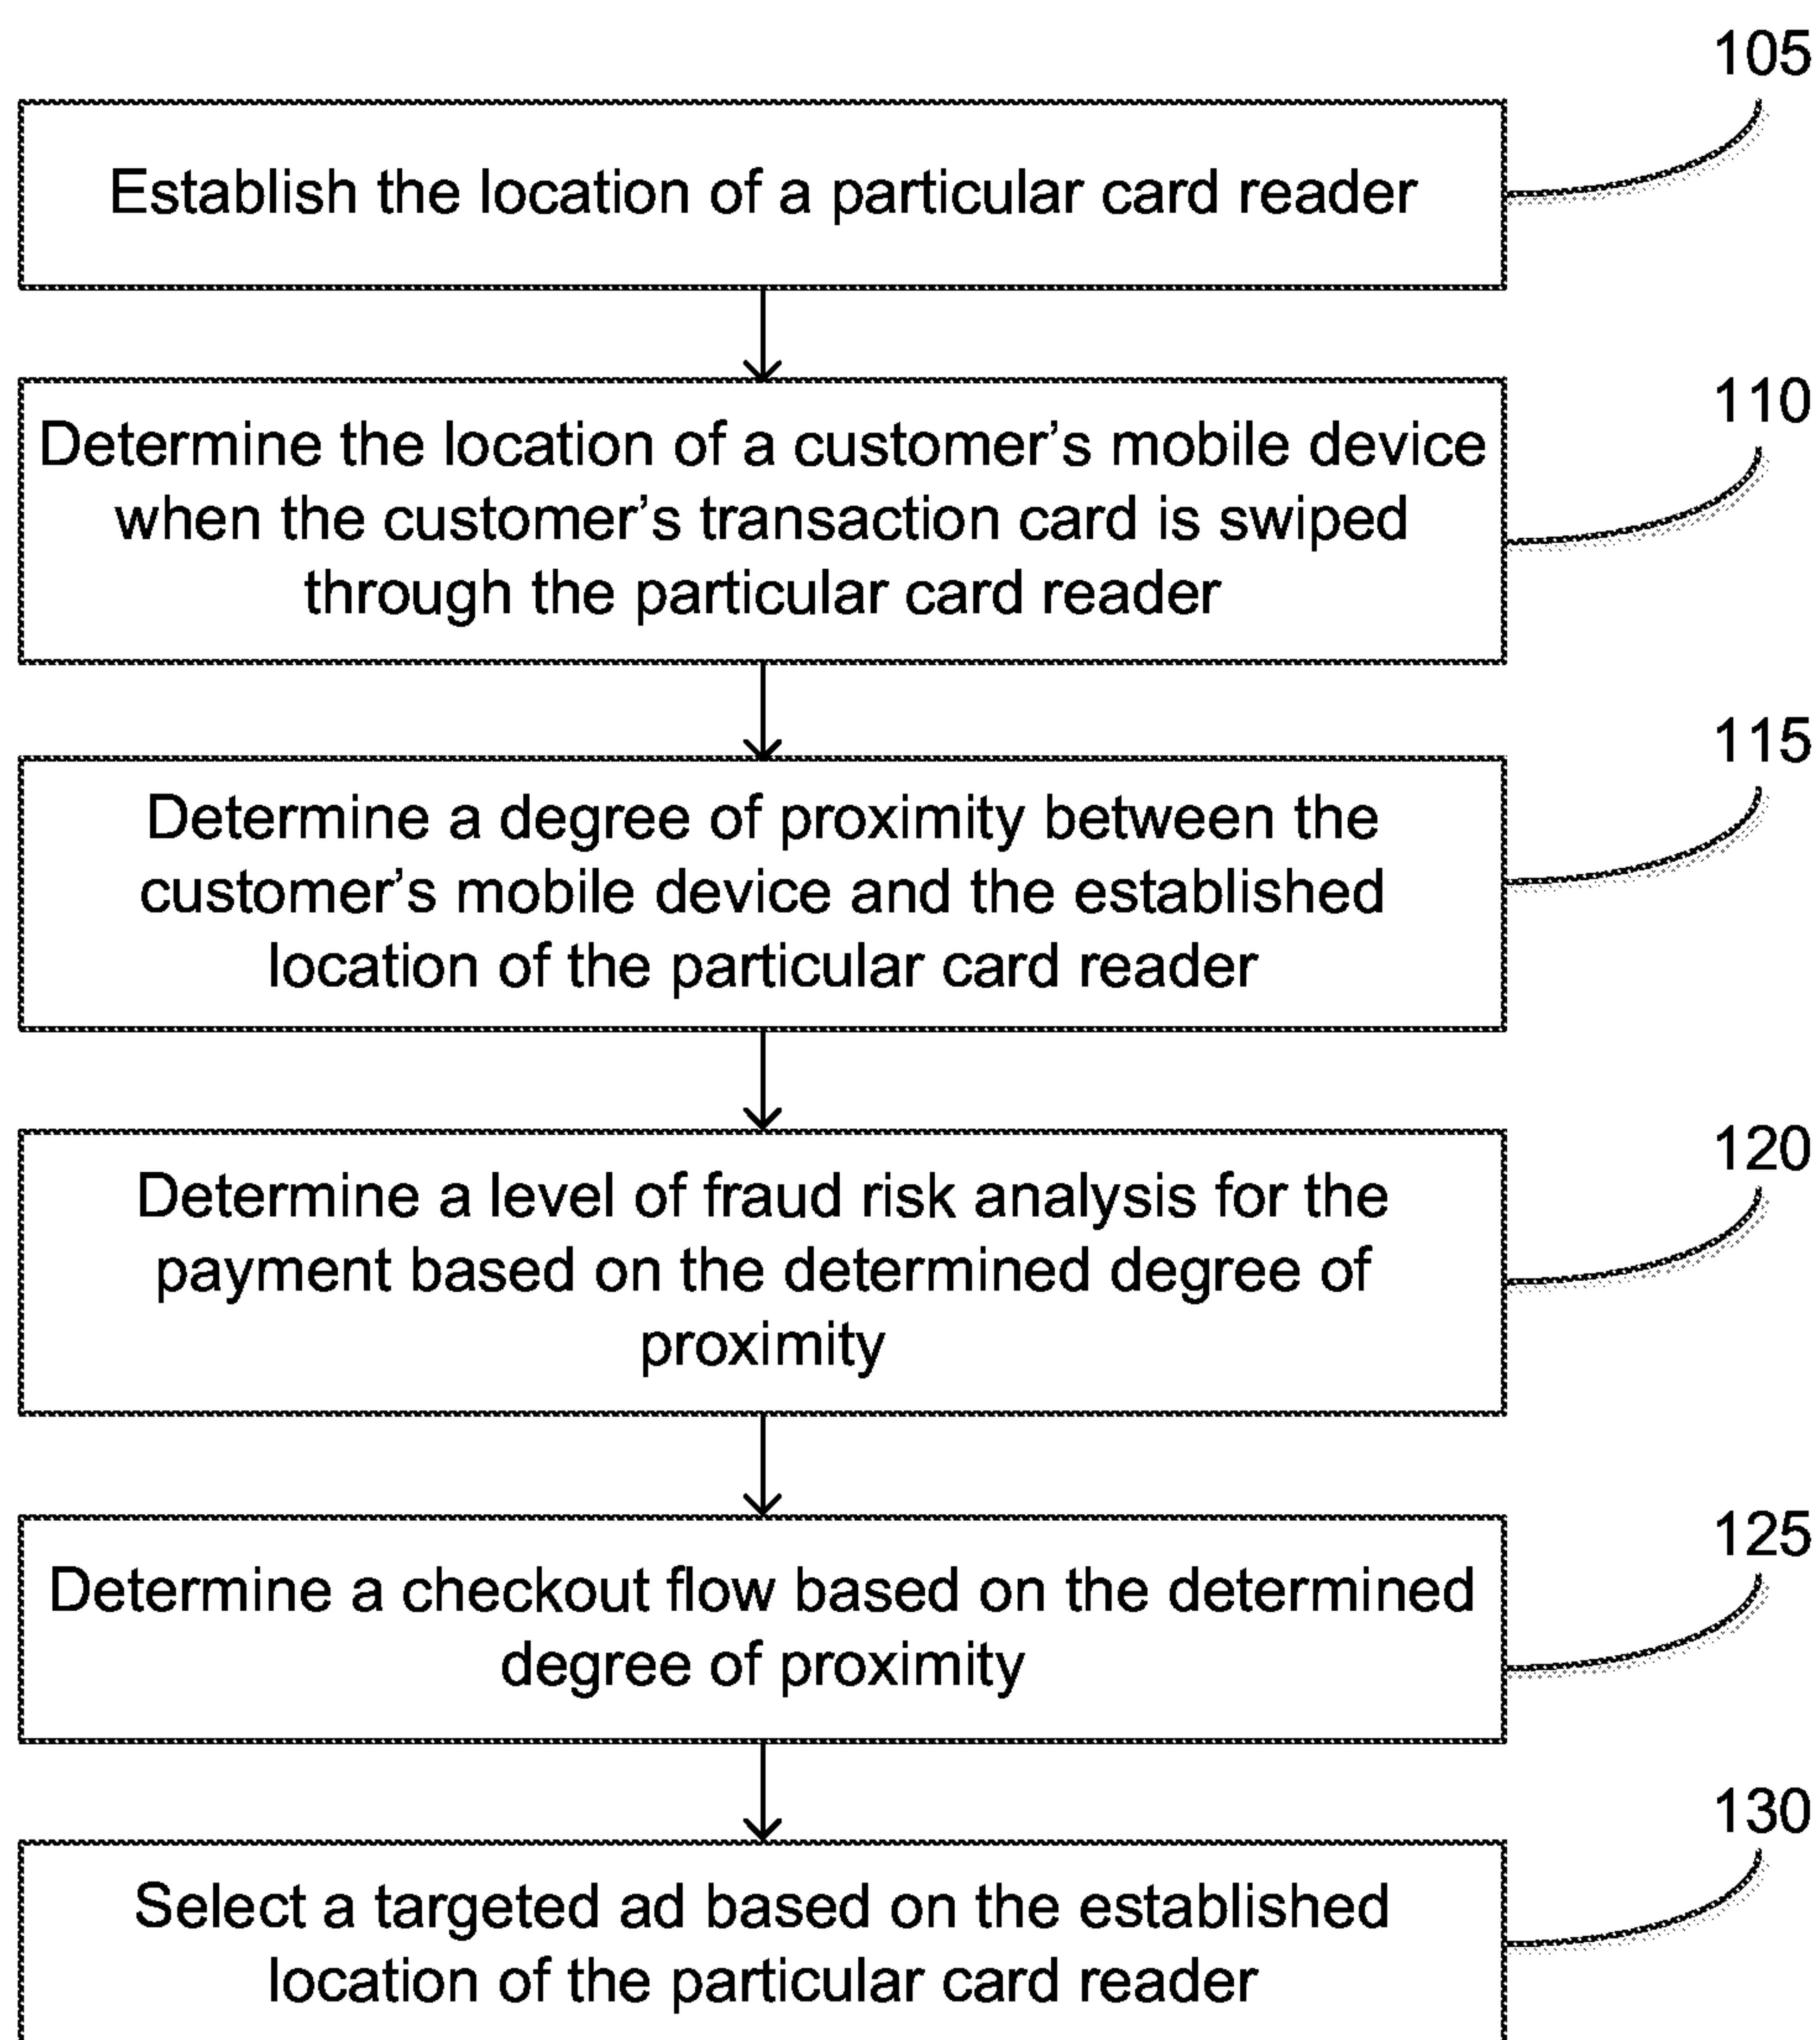 105
Establish the location of a particular card reader
110
Determine the location of a customer's mobile device
when the customer's transaction card is swiped
through the particular card reader
115
Determine a degree of proximity between the
customer's mobile device and the established
location of the particular card reader
120
Determine a level of fraud risk analysis for the
payment based on the determined degree of
proximity
125
Determine a checkout flow based on the determined
degree of proximity
130
Select a targeted ad based on the established
location of the particular card reader